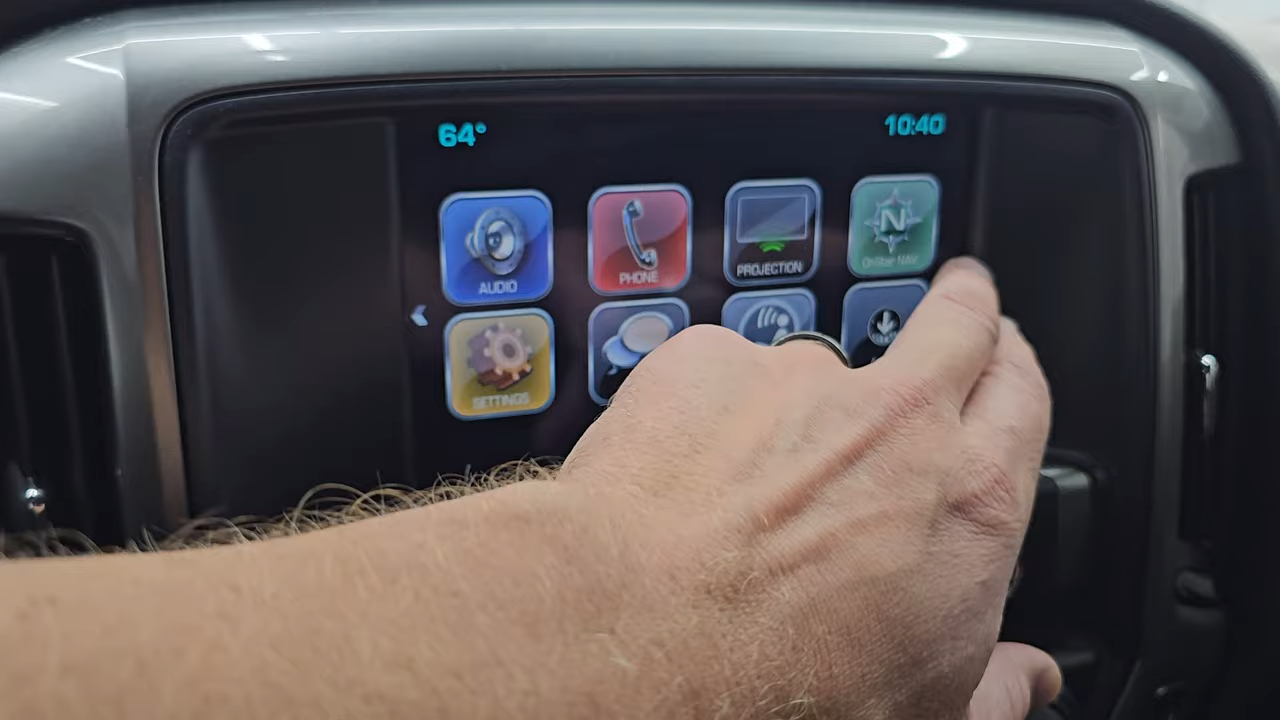 64°
10:40
AUDIO
PHONE
PROJECTION
N
OnStar NAV
SETTINGS